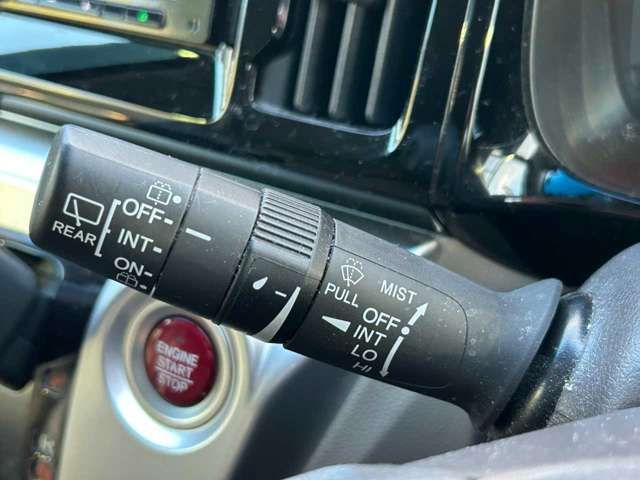 OFF
INT
ON
REAR
PULL
MIST
OFF
INT
LO
HI
ENGINE
START
STOP